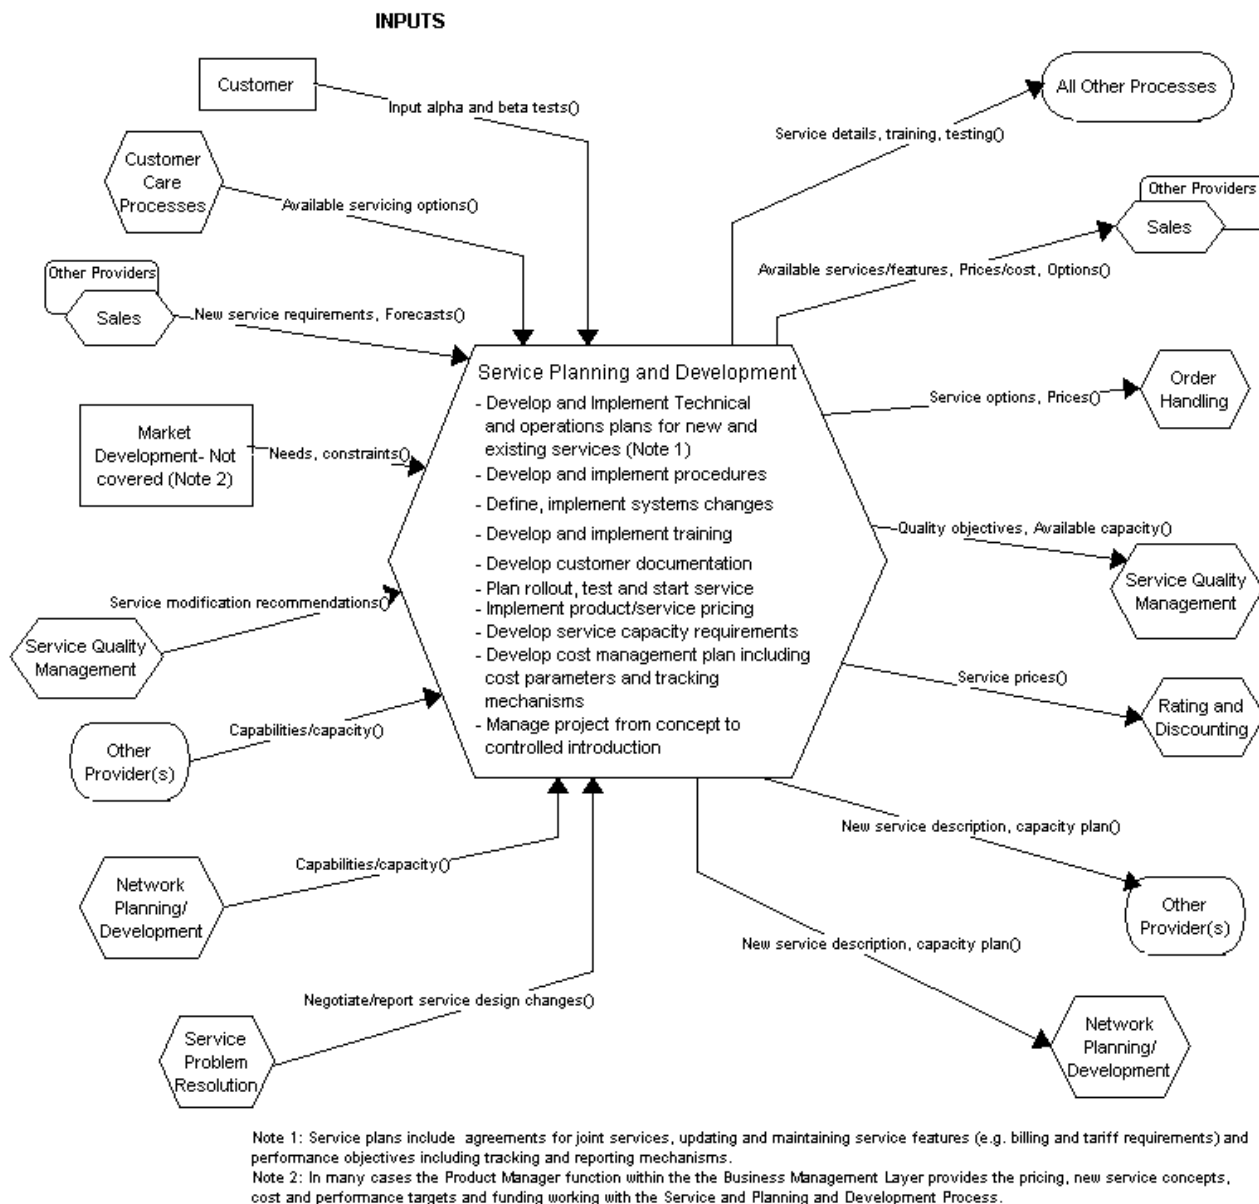 INPUTS
Customer
Input alpha and beta tests()
Customer
Care
Processes
Available servicing options()
Other Providers
Sales
New service requirements, Forecasts()
Market
Development- Not
covered (Note 2)
Needs, constraints()
Service modification recommendations()
Service Quality
Management
Capabilities/capacity()
Other
Provider(s)
Capabilities/capacity()
Network
Planning/
Development
Negotiate/report service design changes()
Service
Problem
Resolution
Service Planning and Development
- Develop and Implement Technical
and operations plans for new and
existing services (Note 1)
- Develop and implement procedures
- Define, implement systems changes
- Develop and implement training
- Develop customer documentation
- Plan rollout, test and start service
- Implement product/service pricing
- Develop service capacity requirements
- Develop cost management plan including
cost parameters and tracking
mechanisms
- Manage project from concept to
controlled introduction
All Other Processes
Service details, training, testing()
Other Providers
Sales
Available services/features, Prices/cost, Options()
Order
Handling
Service options, Prices()
Quality objectives, Available capacity()
Service Quality
Management
Service prices()
Rating and
Discounting
New service description, capacity plan()
Other
Provider(s)
New service description, capacity plan()
Network
Planning/
Development
Note 1: Service plans include agreements for joint services, updating and maintaining service features (e.g. billing and tariff requirements) and
performance objectives including tracking and reporting mechanisms.
Note 2: In many cases the Product Manager function within the the Business Management Layer provides the pricing, new service concepts,
cost and performance targets and funding working with the Service and Planning and Development Process.